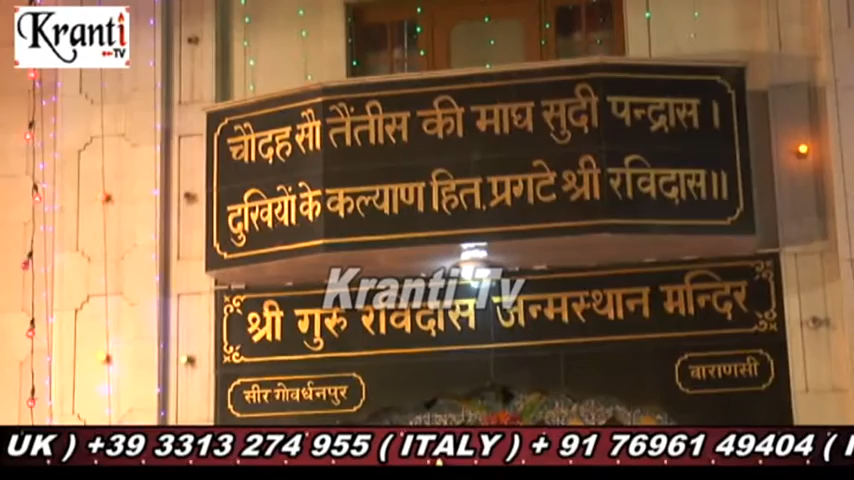 Kranti
TV
चौदह सौ तैंतीस की माघ सुदी पन्द्रास ।
दुखियों के कल्याण हित, प्रगटे श्री रविदास ॥
Kranti Tv
श्री गुरु रविदास जन्मस्थान मन्दिर
वाराणसी
सीर गोवर्धनपुर
UK ) +39 3313 274 955 ( ITALY ) + 91 76961 49404 (